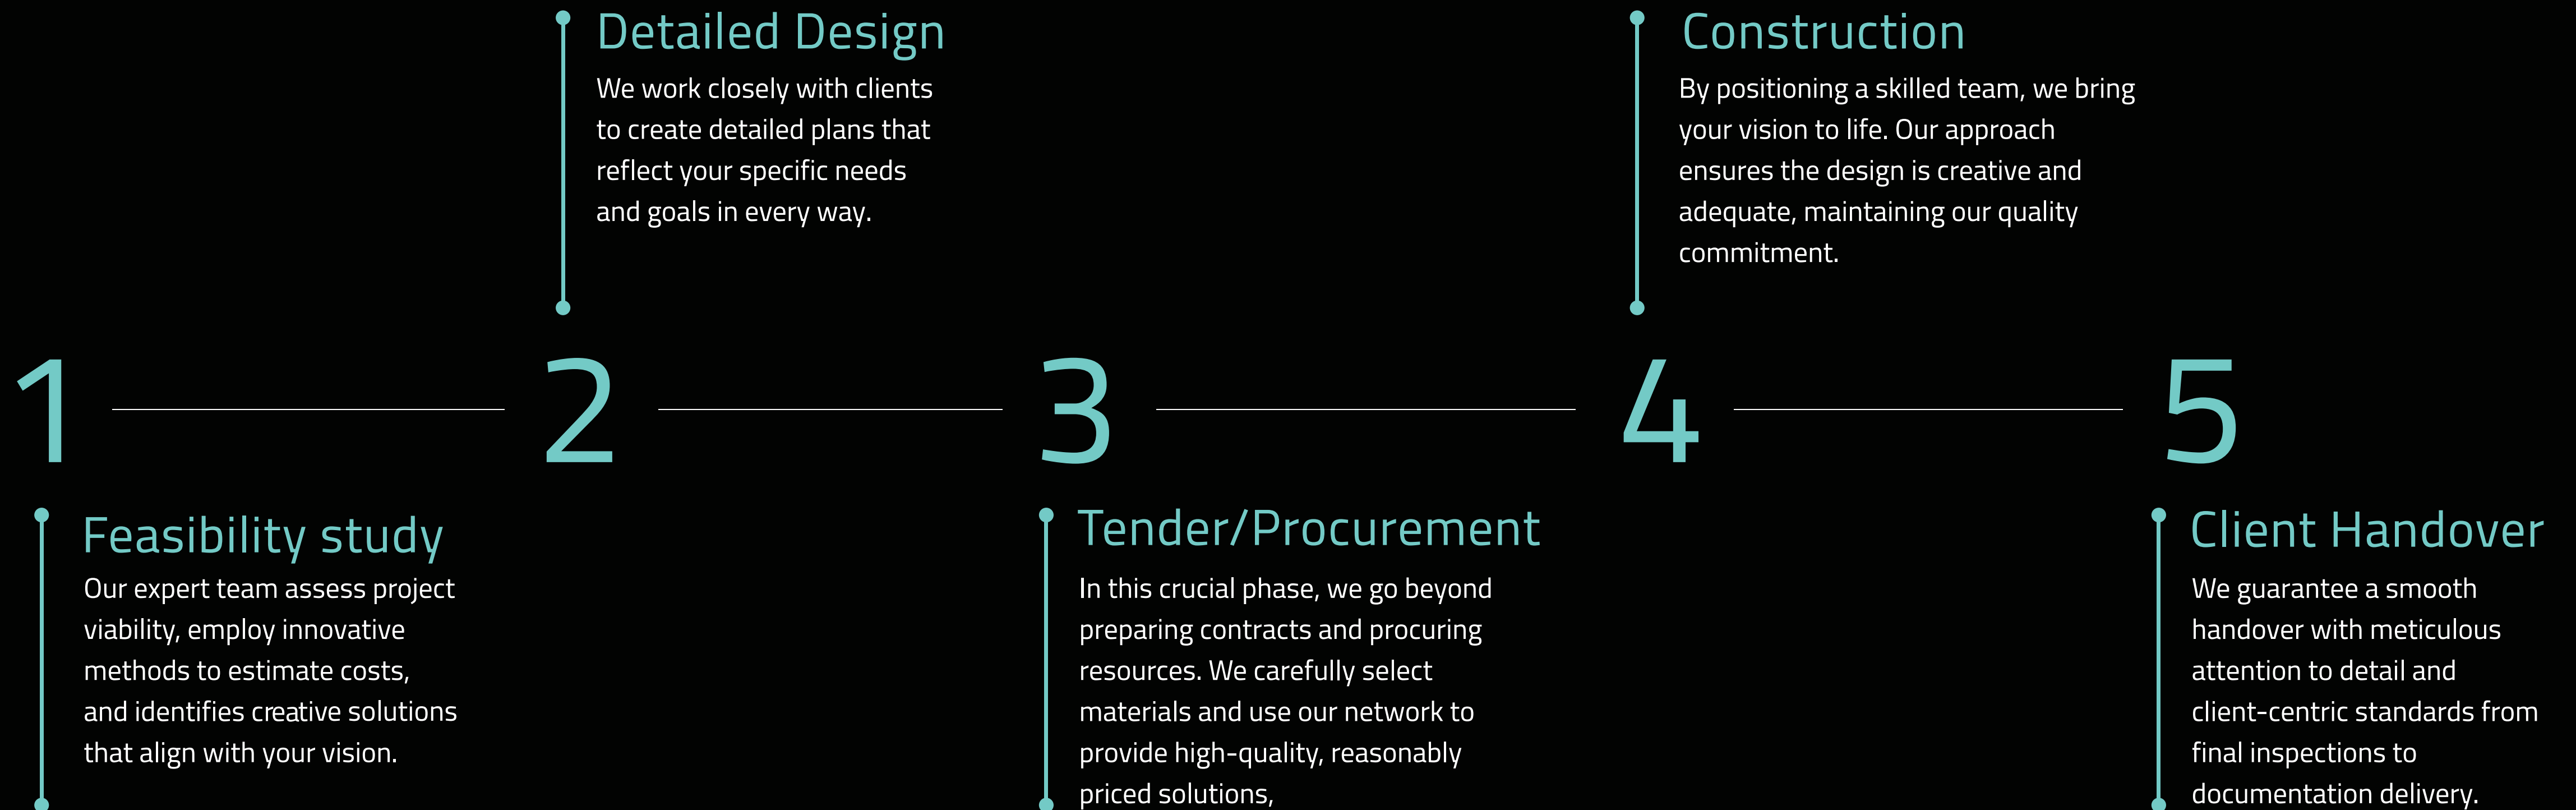 1
Feasibility study
Our expert team assess project
viability, employ innovative
methods to estimate costs,
and identifies creative solutions
that align with your vision.
2
Detailed Design
We work closely with clients
to create detailed plans that
reflect your specific needs
and goals in every way.
3
Tender/Procurement
In this crucial phase, we go beyond
preparing contracts and procuring
resources. We carefully select
materials and use our network to
provide high-quality, reasonably
priced solutions,
4
Construction
By positioning a skilled team, we bring
your vision to life. Our approach
ensures the design is creative and
adequate, maintaining our quality
commitment.
5
Client Handover
We guarantee a smooth
handover with meticulous
attention to detail and
client-centric standards from
final inspections to
documentation delivery.